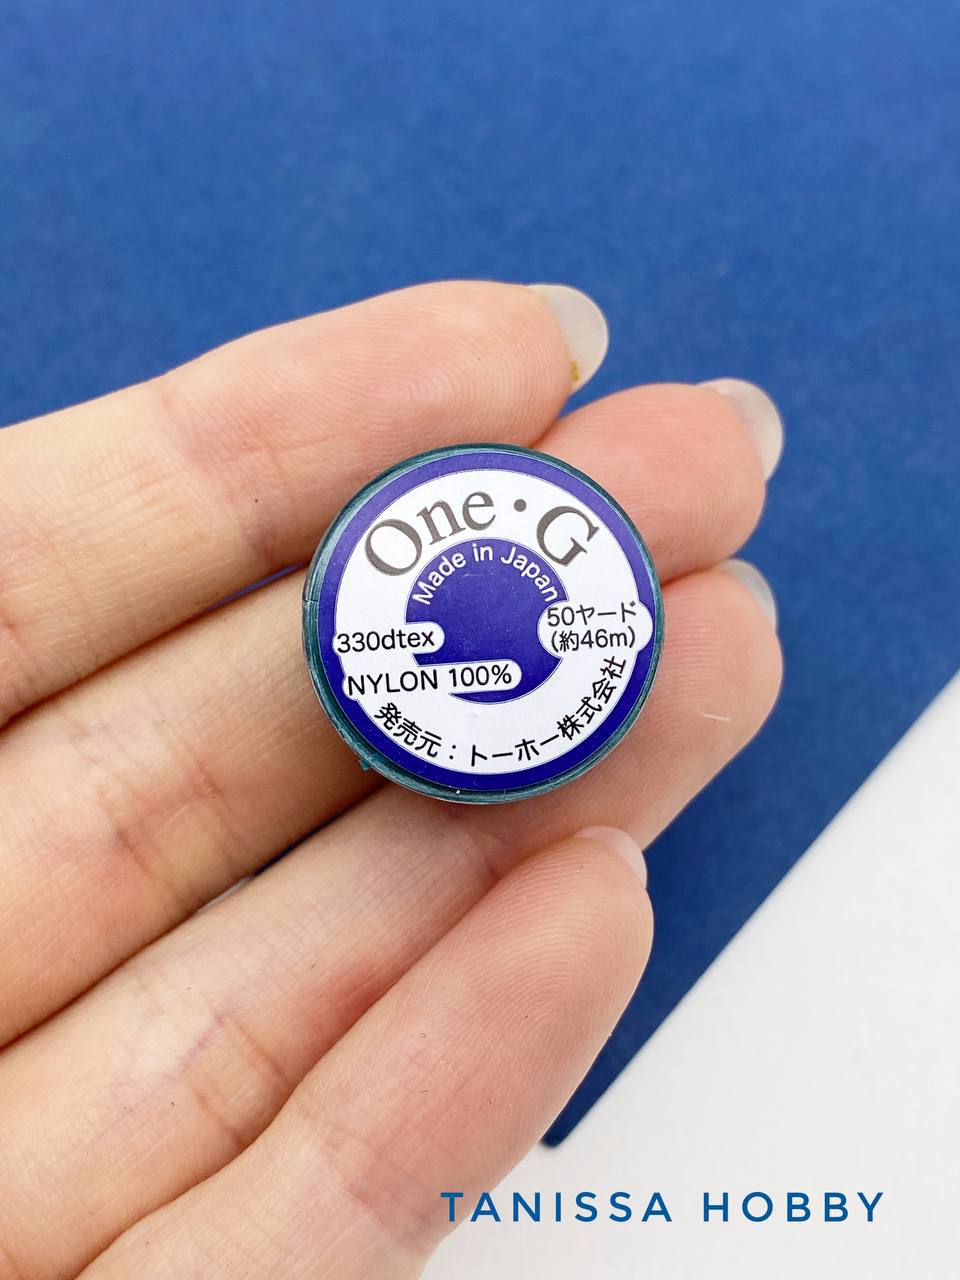 One・G
Made in Japan
330dtex
50ヤード
(約46m)
NYLON 100%
発売元：トーホー株式会社
TANISSA HOBBY